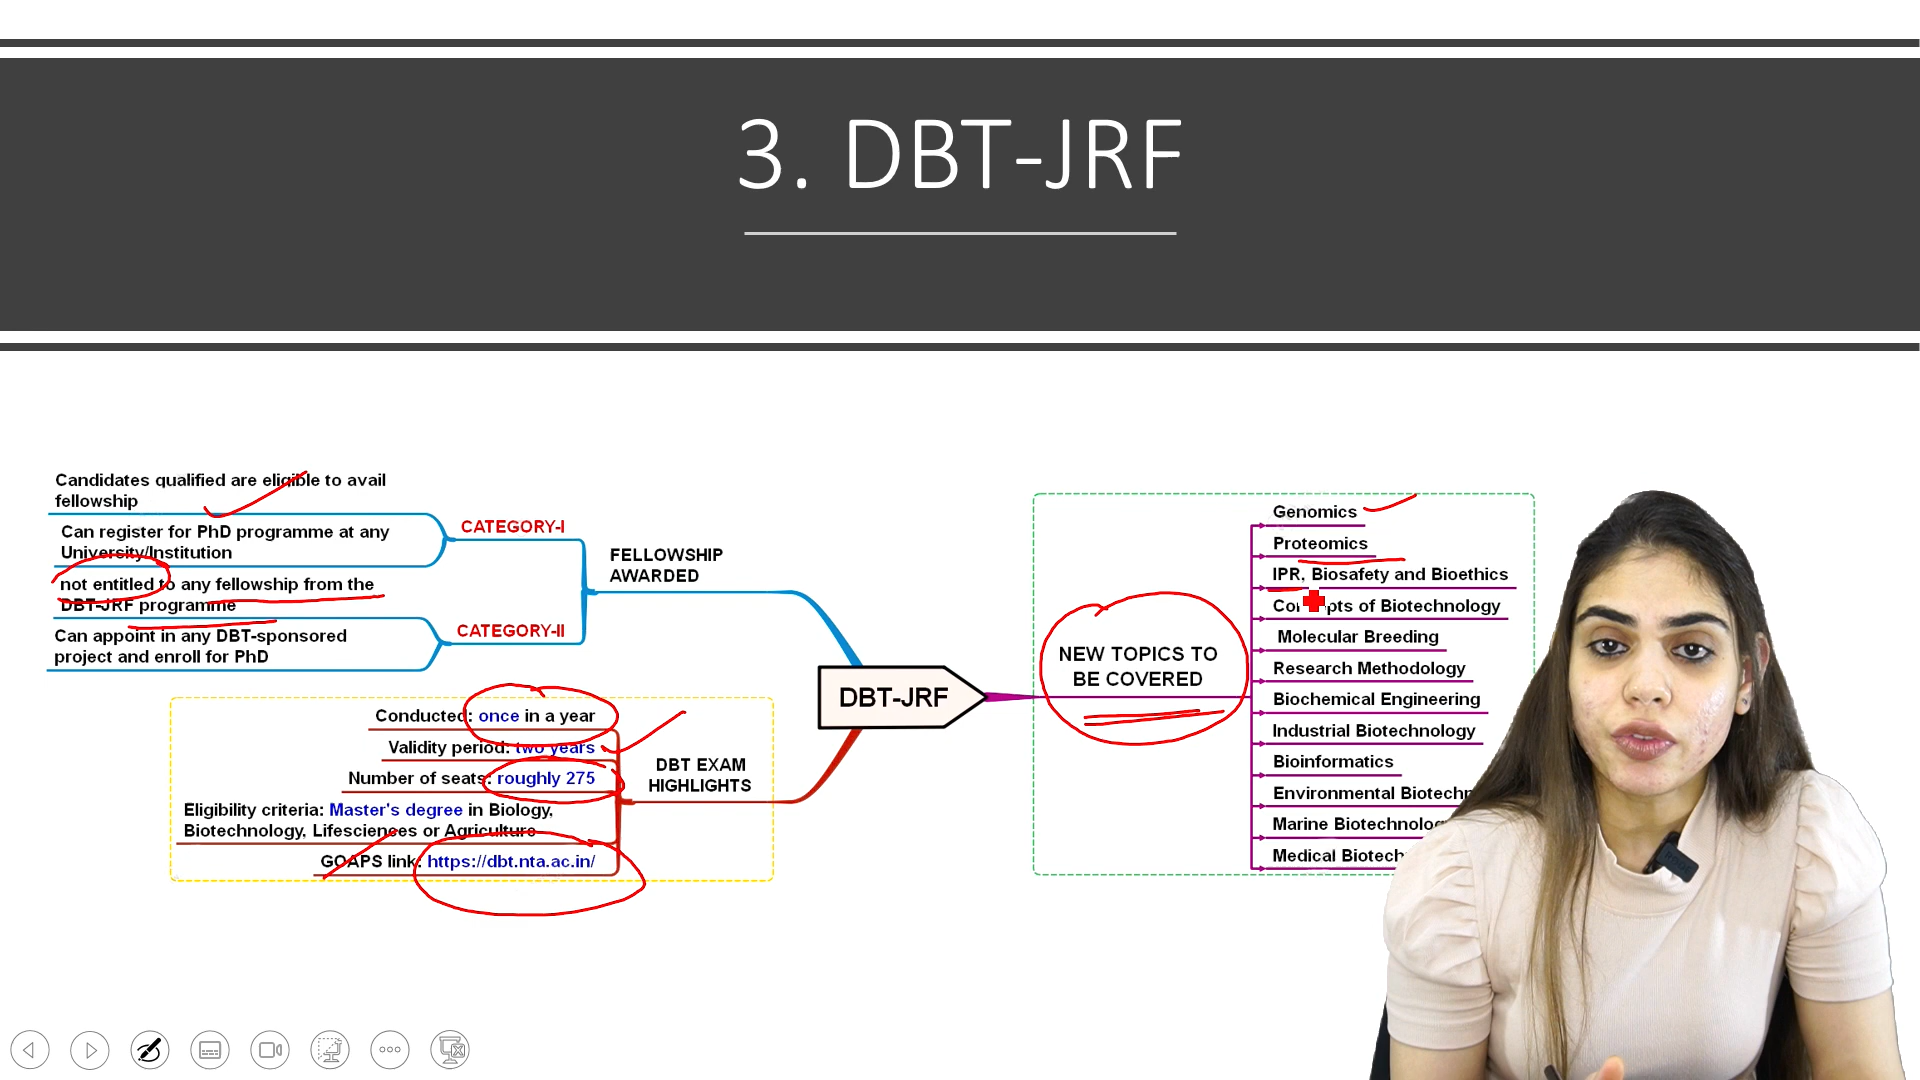 3. DBT-JRF
Candidates qualified are eligible to avail
fellowship
Can register for PhD programme at any
University/Institution
CATEGORY-I
not entitled to any fellowship from the
DBT-JRF programme
Can appoint in any DBT-sponsored
project and enroll for PhD
CATEGORY-II
FELLOWSHIP
AWARDED
Conducted: once in a year
Validity period: two years
Number of seats: roughly 275
Eligibility criteria: Master's degree in Biology,
Biotechnology, Lifesciences or Agriculture
GOAPS link: https://dbt.nta.ac.in/
DBT EXAM
HIGHLIGHTS
DBT-JRF
NEW TOPICS TO
BE COVERED
Genomics
Proteomics
IPR, Biosafety and Bioethics
of Biotechnology
Molecular Breeding
Research Methodology
Biochemical Engineering
Industrial Biotechnology
Bioinformatics
Environmental
Marine
Medical